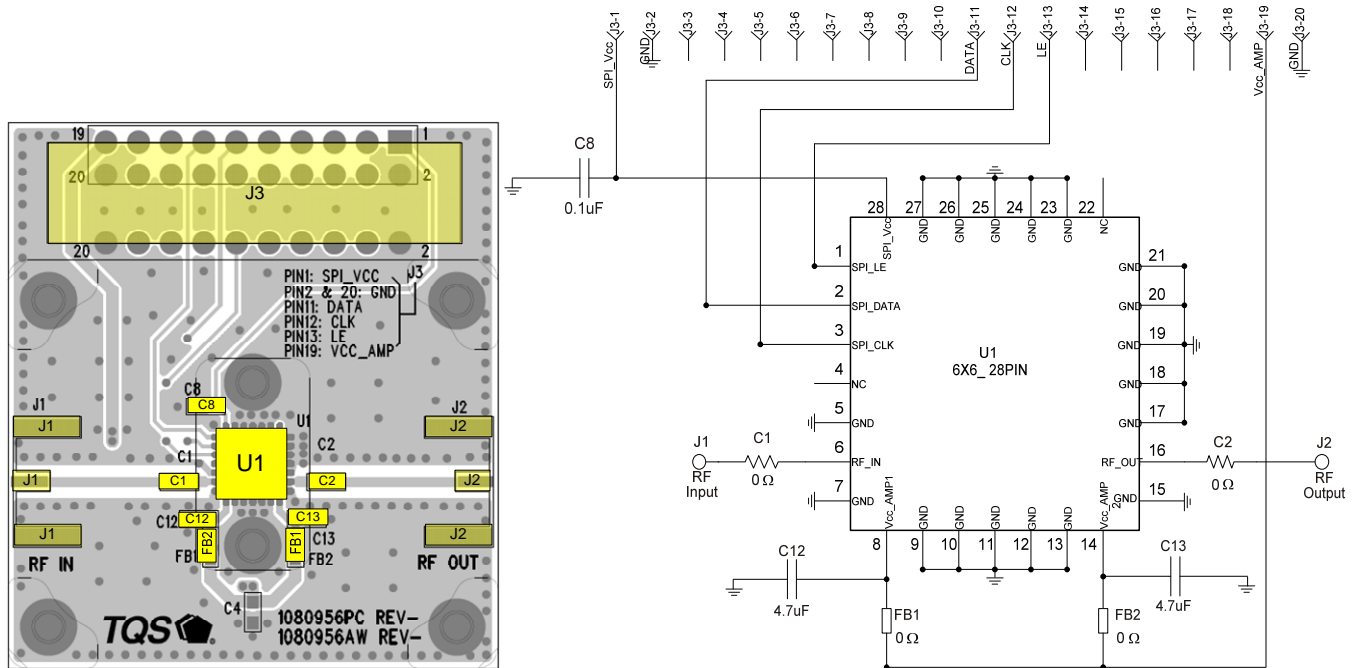 19
1
20
2
J3
20
2
PIN1: SPI_VCC
J3
PIN2 & 20: GND
PIN11: DATA
PIN12: CLK
PIN13: LE
PIN19: VCC_AMP
C8
C8
J1
J2
U1
J1
J2
C1
C2
U1
J1
C1
C2
J2
C12
C12
C13
J1
FB2
FB1
C13
J2
FB1
FB2
RF IN
RF OUT
C4
TQS
1080956PC REV-
1080956AW REV-
J3-1
J3-2
J3-3
J3-4
J3-5
J3-6
J3-7
J3-8
J3-9
J3-10
J3-11
J3-12
J3-13
J3-14
J3-15
J3-16
J3-17
J3-18
J3-19
J3-20
SPI_Vcc
GND
DATA
CLK
LE
Vcc_AMP
GND
C8
0.1uF
28
27
26
25
24
23
22
SPI_Vcc
GND
GND
GND
GND
GND
NC
1
SPI_LE
2
SPI_DATA
3
SPI_CLK
4
NC
5
GND
6
RF_IN
7
GND
U1
6X6_28PIN
21
GND
20
GND
19
GND
18
GND
17
GND
16
RF_OUT
15
GND
J1
RF
Input
C1
0 Ω
C2
0 Ω
J2
RF
Output
Vcc_AMP1
GND
GND
GND
GND
GND
Vcc_AMP
2
8
9
10
11
12
13
14
C12
4.7uF
C13
4.7uF
FB1
0 Ω
FB2
0 Ω